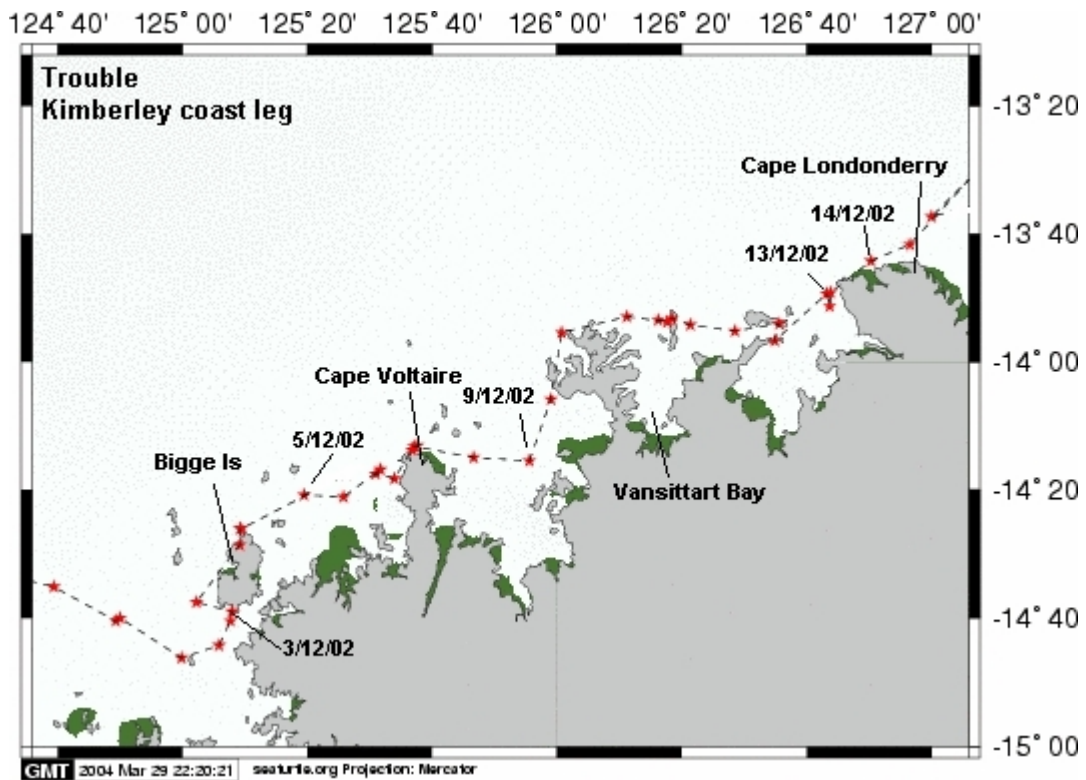 124˚ 40' 125˚ 00' 125˚ 20' 125˚ 40' 126˚ 00' 126˚ 20' 126˚ 40' 127˚ 00'
Trouble
Kimberley coast leg
-13˚ 20'
Cape Londonderry
14/12/02
-13˚ 40'
13/12/02
-14˚ 00'
Cape Voltaire
9/12/02
5/12/02
Bigge Is
-14˚ 20'
Vansittart Bay
-14˚ 40'
3/12/02
-15˚ 00'
GMT 2004 Mar 29 22:20:21 seaturtle.org Projection: Mercator